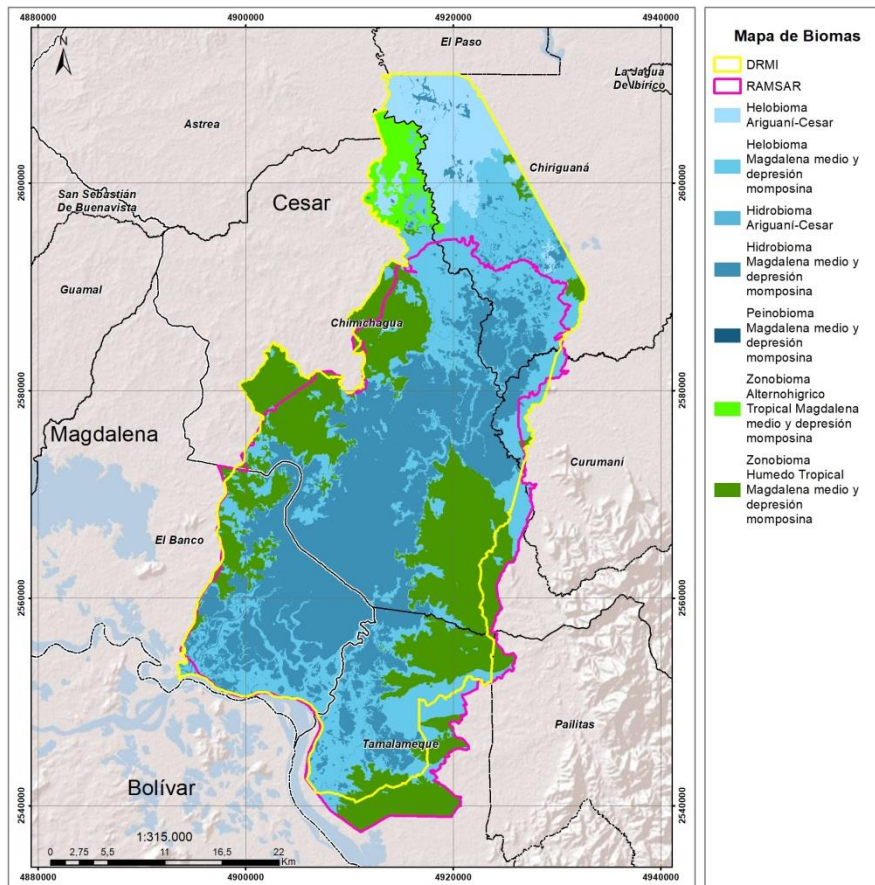 4880000
4900000
4920000
4940000
N
El Paso
La Jagua
De Ibirico
Astrea
Chiriguaná
2600000
2600000
San Sebastián
De Buenavista
Cesar
Guamal
Chimichagua
2580000
2580000
Magdalena
Curumaní
El Banco
2560000
2560000
Pailitas
Tamalameque
Bolívar
2540000
2540000
1:315.000
0 2,75 5,5 11 16,5 22
Km
4880000
4900000
4920000
4940000
Mapa de Biomas
DRMI
RAMSAR
Helobioma
Ariguaní-Cesar
Helobioma
Magdalena medio y
depresión
momposina
Hidrobioma
Ariguaní-Cesar
Hidrobioma
Magdalena medio y
depresión
momposina
Peinobioma
Magdalena medio y
depresión
momposina
Zonobioma
Alternohigrico
Tropical Magdalena
medio y depresión
momposina
Zonobioma
Humedo Tropical
Magdalena medio y
depresión
momposina